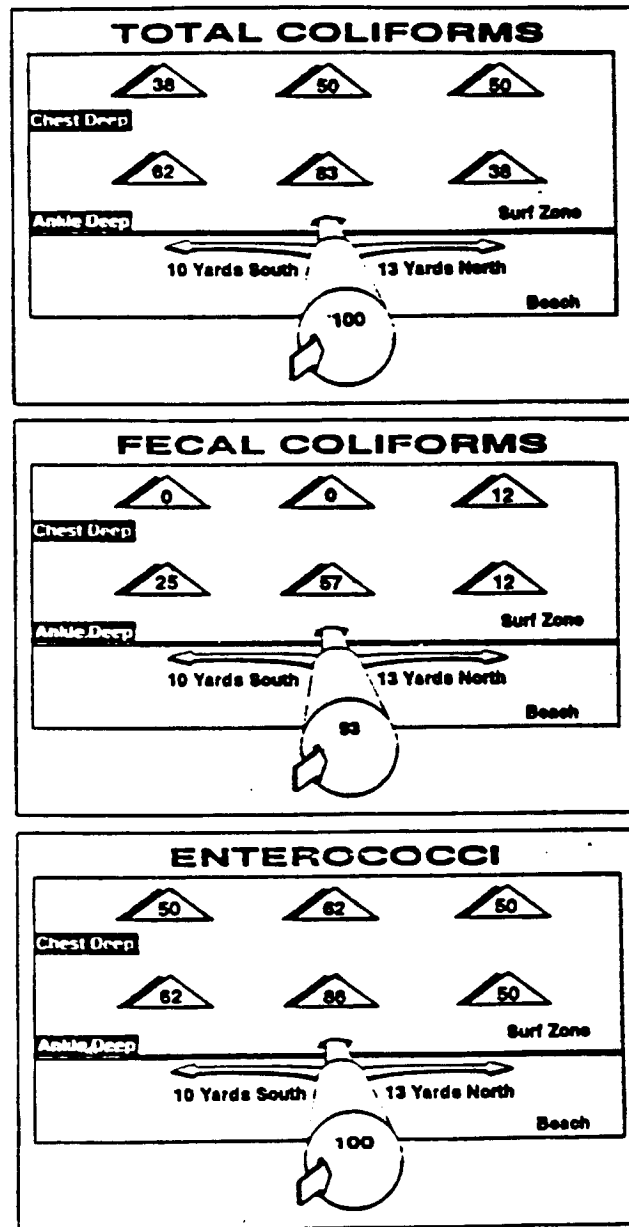 TOTAL COLIFORMS
38 50 50
Chest Deep
62 83 38
Surf Zone
Ankle Deep
10 Yards South 13 Yards North
Beach
100
FECAL COLIFORMS
0 0 12
Chest Deep
25 57 12
Surf Zone
Ankle Deep
10 Yards South 13 Yards North
Beach
93
ENTEROCOCCI
50 62 50
Chest Deep
62 86 50
Surf Zone
Ankle Deep
10 Yards South 13 Yards North
Beach
100